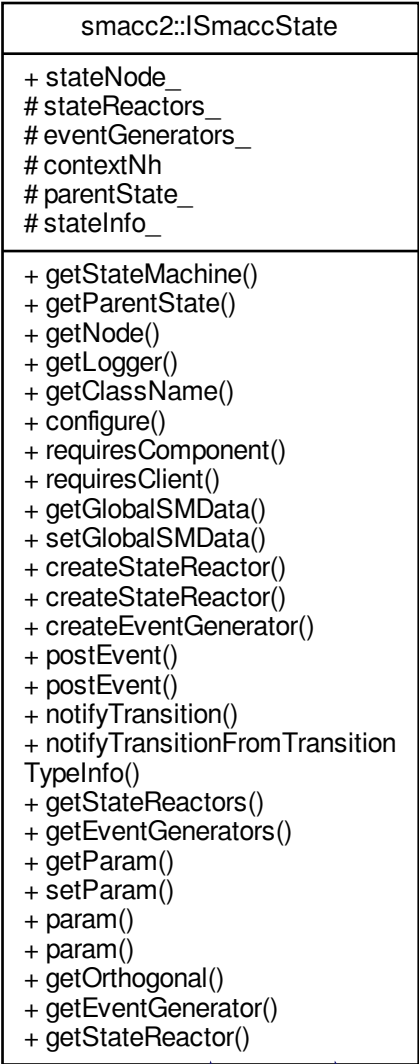 smacc2::ISmaccState
+ stateNode_
# stateReactors_
# eventGenerators_
# contextNh
# parentState_
# stateInfo_
+ getStateMachine()
+ getParentState()
+ getNode()
+ getLogger()
+ getClassName()
+ configure()
+ requiresComponent()
+ requiresClient()
+ getGlobalSMData()
+ setGlobalSMData()
+ createStateReactor()
+ createStateReactor()
+ createEventGenerator()
+ postEvent()
+ postEvent()
+ notifyTransition()
+ notifyTransitionFromTransition
TypeInfo()
+ getStateReactors()
+ getEventGenerators()
+ getParam()
+ setParam()
+ param()
+ param()
+ getOrthogonal()
+ getEventGenerator()
+ getStateReactor()